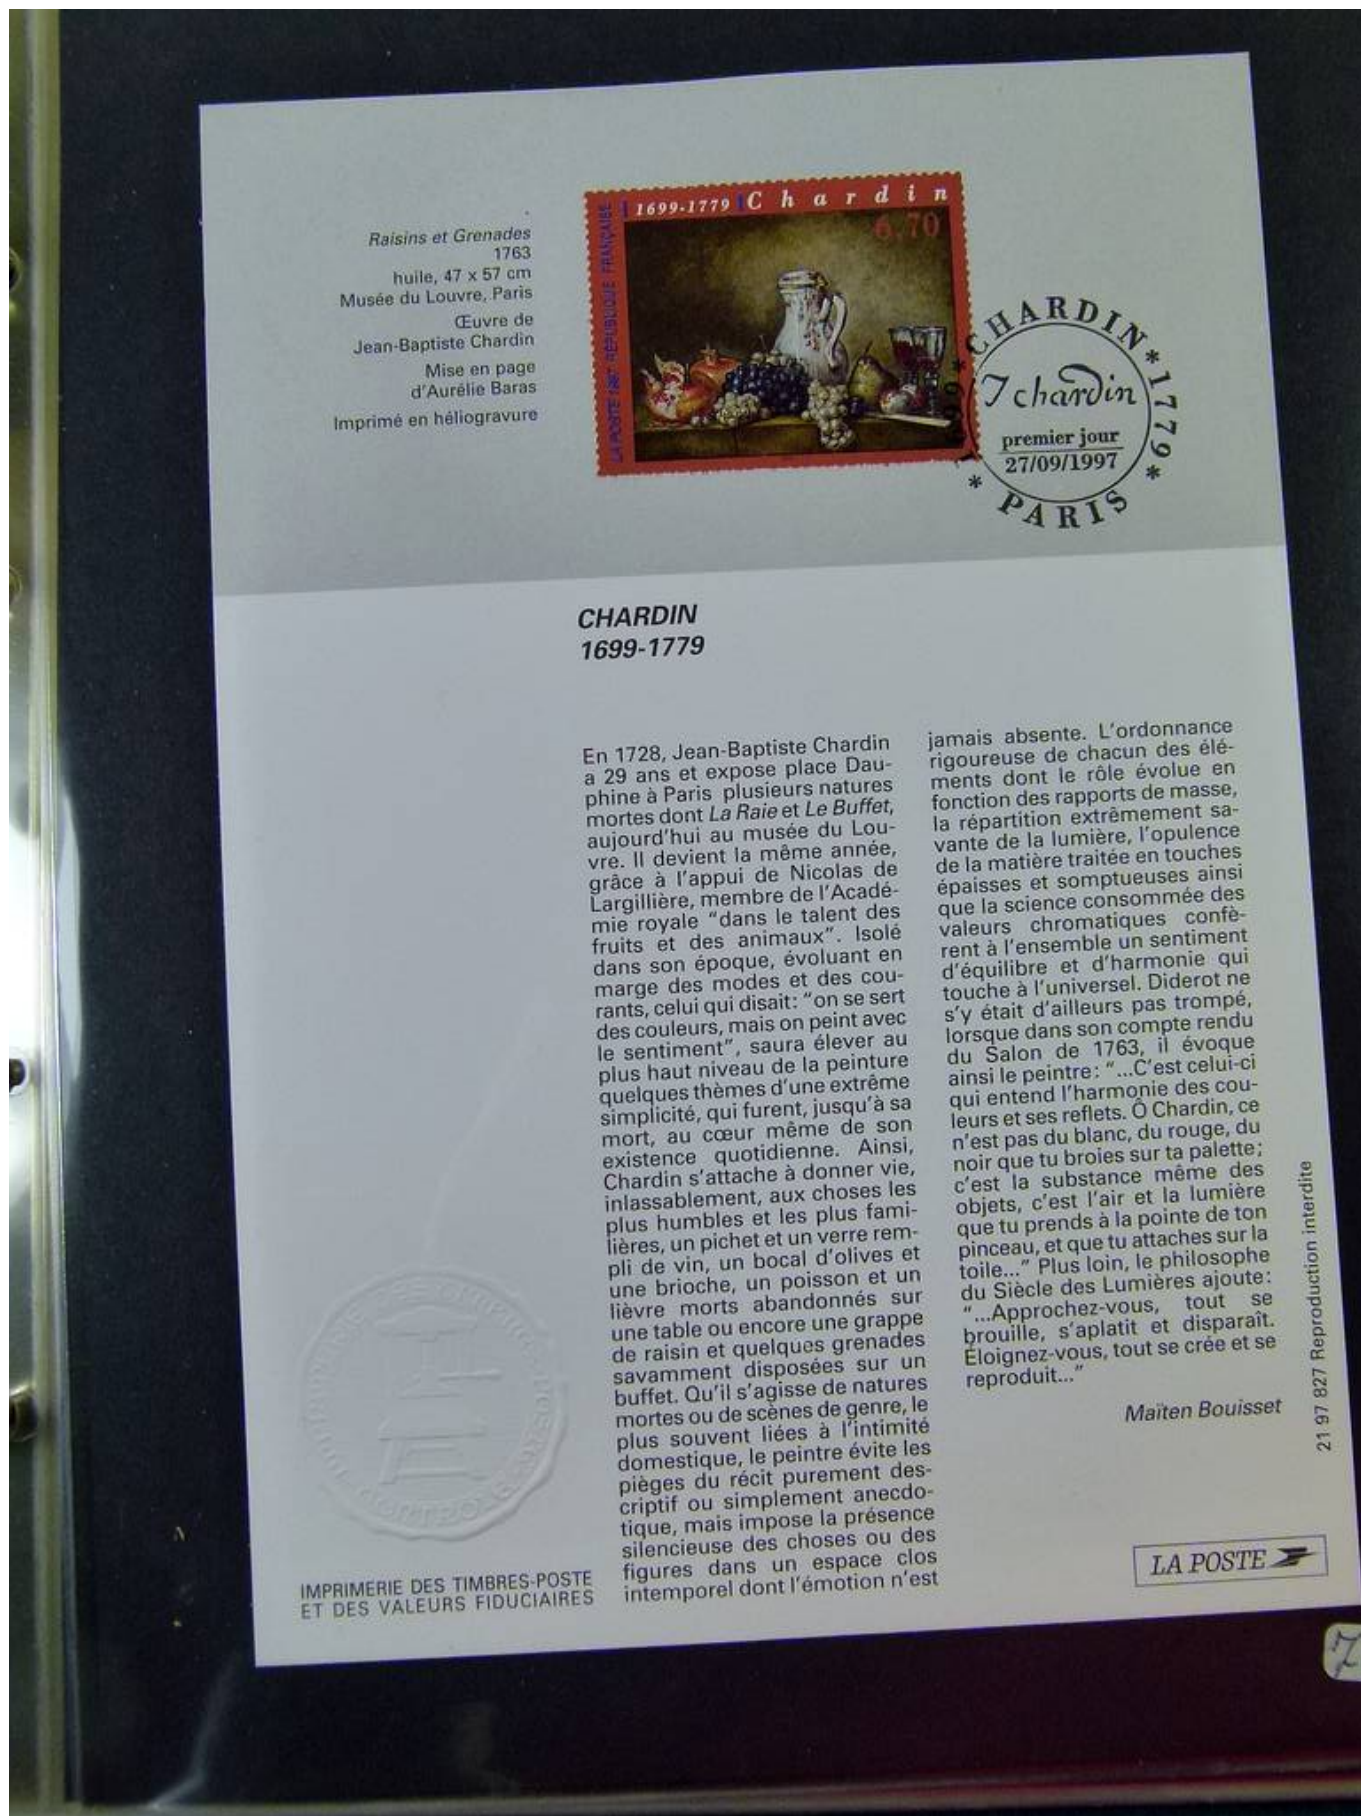 Raisins et Grenades
1763
huile, 47 x 57 cm
Musée du Louvre, Paris
Œuvre de
Jean-Baptiste Chardin
Mise en page
d'Aurélie Baras
Imprimé en héliogravure
1699-1779 Chardin
6,70
LA POSTE 1997 RÉPUBLIQUE FRANÇAISE
* CHARDIN * 1779 * PARIS *
J chardin
premier jour
27/09/1997
CHARDIN
1699-1779
En 1728, Jean-Baptiste Chardin
a 29 ans et expose place Dau-
phine à Paris plusieurs natures
mortes dont La Raie et Le Buffet,
aujourd'hui au musée du Lou-
vre. Il devient la même année,
grâce à l'appui de Nicolas de
Largillière, membre de l'Acadé-
mie royale “dans le talent des
fruits et des animaux”. Isolé
dans son époque, évoluant en
marge des modes et des cou-
rants, celui qui disait: “on se sert
des couleurs, mais on peint avec
le sentiment”, saura élever au
plus haut niveau de la peinture
quelques thèmes d'une extrême
simplicité, qui furent, jusqu'à sa
mort, au cœur même de son
existence quotidienne. Ainsi,
Chardin s'attache à donner vie,
inlassablement, aux choses les
plus humbles et les plus fami-
lières, un pichet et un verre rem-
pli de vin, un bocal d'olives et
une brioche, un poisson et un
lièvre morts abandonnés sur
une table ou encore une grappe
de raisin et quelques grenades
savamment disposées sur un
buffet. Qu'il s'agisse de natures
mortes ou de scènes de genre, le
plus souvent liées à l'intimité
domestique, le peintre évite les
pièges du récit purement des-
criptif ou simplement anecdo-
tique, mais impose la présence
silencieuse des choses ou des
figures dans un espace clos
intemporel dont l'émotion n'est
jamais absente. L'ordonnance
rigoureuse de chacun des élé-
ments dont le rôle évolue en
fonction des rapports de masse,
la répartition extrêmement sa-
vante de la lumière, l'opulence
de la matière traitée en touches
épaisses et somptueuses ainsi
que la science consommée des
valeurs chromatiques confè-
rent à l'ensemble un sentiment
d'équilibre et d'harmonie qui
touche à l'universel. Diderot ne
s'y était d'ailleurs pas trompé,
lorsque dans son compte rendu
du Salon de 1763, il évoque
ainsi le peintre: “...C'est celui-ci
qui entend l'harmonie des cou-
leurs et ses reflets. Ô Chardin, ce
n'est pas du blanc, du rouge, du
noir que tu broies sur ta palette;
c'est la substance même des
objets, c'est l'air et la lumière
que tu prends à la pointe de ton
pinceau, et que tu attaches sur la
toile...” Plus loin, le philosophe
du Siècle des Lumières ajoute:
“...Approchez-vous, tout se
brouille, s'aplatit et disparaît.
Éloignez-vous, tout se crée et se
reproduit...”
Maïten Bouisset
21 97 827 Reproduction interdite
IMPRIMERIE DES TIMBRES-POSTE
ET DES VALEURS FIDUCIAIRES
LA POSTE